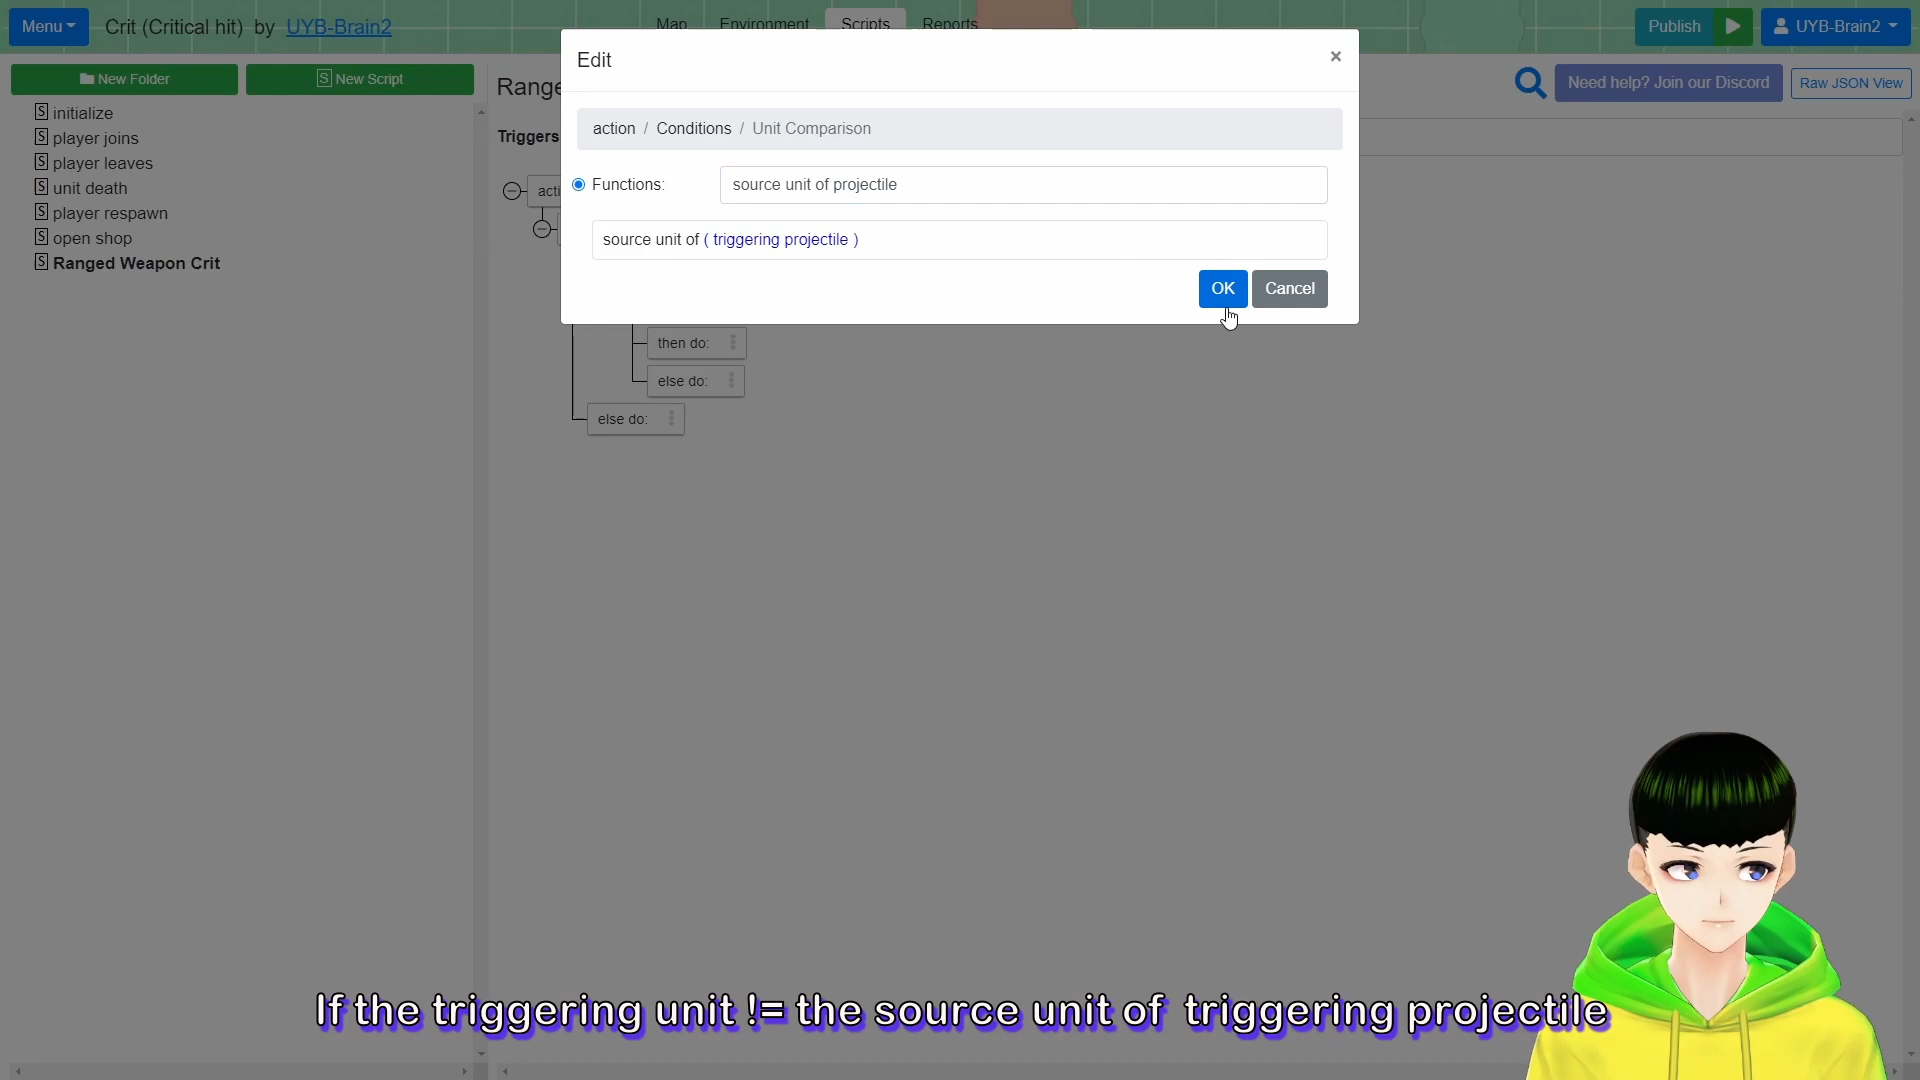 Menu
Crit (Critical hit) by UYB-Brain2
Map Environment Scripts Reports
Publish
UYB-Brain2
New Folder
S New Script
S initialize
S player joins
S player leaves
S unit death
S player respawn
S open shop
S Ranged Weapon Crit
Need help? Join our Discord
Raw JSON View
Triggers
Edit
×
action / Conditions / Unit Comparison
Functions: source unit of projectile
source unit of ( triggering projectile )
OK Cancel
then do:
else do:
else do:
If the triggering unit != the source unit of triggering projectile